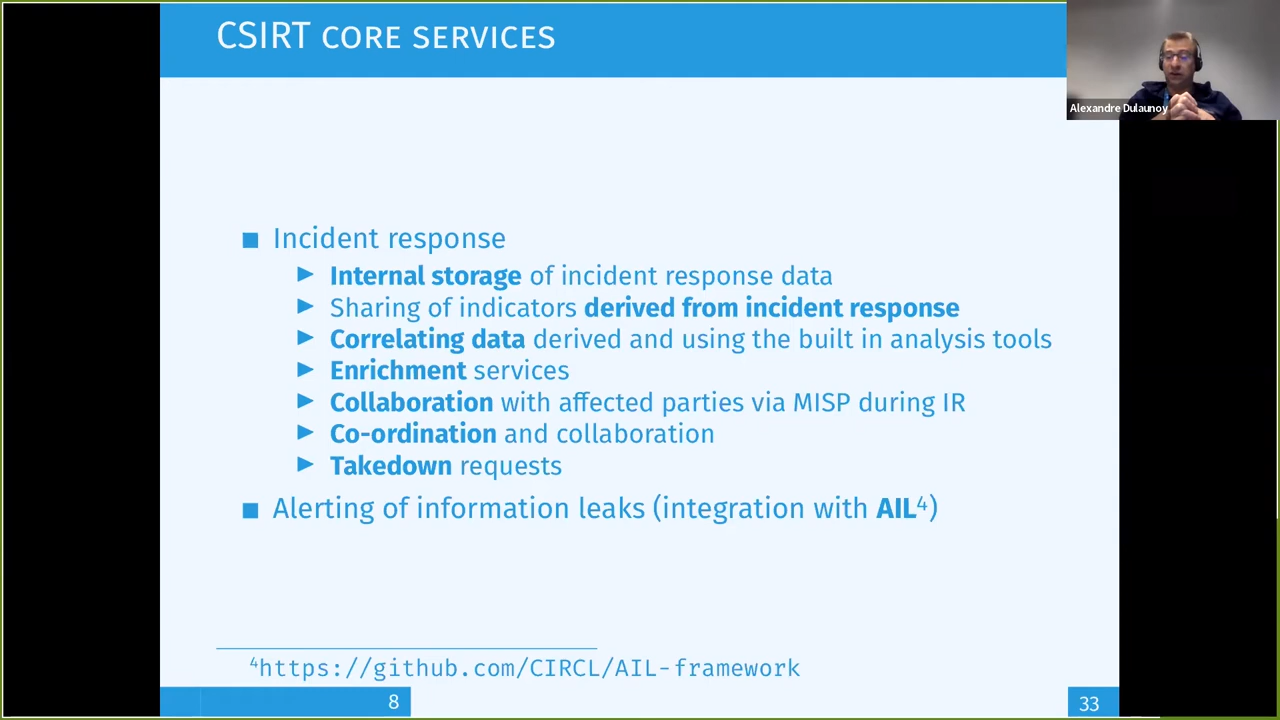 CSIRT CORE SERVICES
Alexandre Dulaunoy
■ Incident response
▶ Internal storage of incident response data
▶ Sharing of indicators derived from incident response
▶ Correlating data derived and using the built in analysis tools
▶ Enrichment services
▶ Collaboration with affected parties via MISP during IR
▶ Co-ordination and collaboration
▶ Takedown requests
■ Alerting of information leaks (integration with AIL⁴)
⁴https://github.com/CIRCL/AIL-framework
8
33